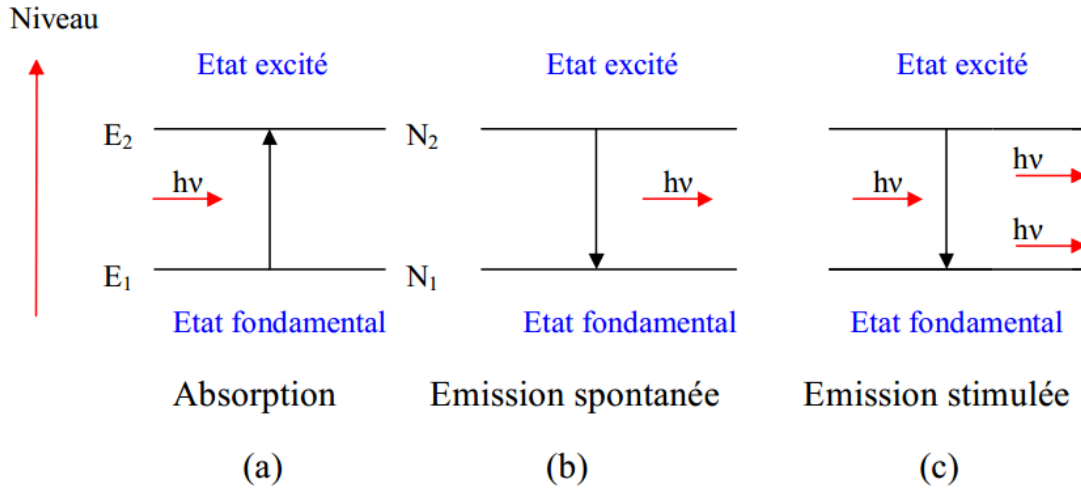 Niveau
Etat excité
Etat excité
Etat excité
E₂
N₂
hν
hν
hν
hν
hν
E₁
N₁
Etat fondamental
Etat fondamental
Etat fondamental
Absorption
Emission spontanée
Emission stimulée
(a)
(b)
(c)